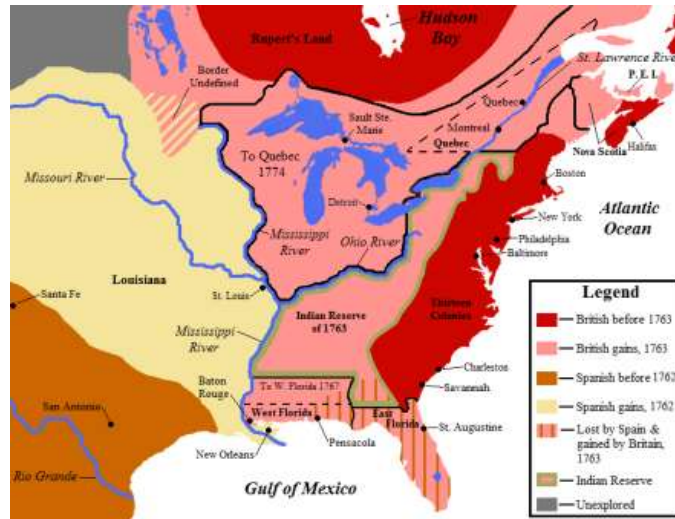 Hudson
Bay
Rupert's Land
St. Lawrence River
P. E. I.
Border
Undefined
Quebec
Sault Ste.
Marie
Montreal
Quebec
Nova Scotia
Halifas
To Quebec
1774
Missouri River
Boston
Detroit
Mississippi
River
Ohio River
New York
Atlantic
Ocean
Philadelphia
Baltimore
Louisiana
St. Louis
Santa Fe
Indian Reserve
of 1763
Thirteen
Colonies
Mississippi
River
Charleston
Savannah
To W. Florida 1767
Baton
Rouge
West Florida
East
Florida
St. Augustine
San Antonio
New Orleans
Pensacola
Rio Grande
Gulf of Mexico
Legend
British before 1763
British gains, 1763
Spanish before 1762
Spanish gains, 1762
Lost by Spain &
gained by Britain,
1763
Indian Reserve
Unexplored